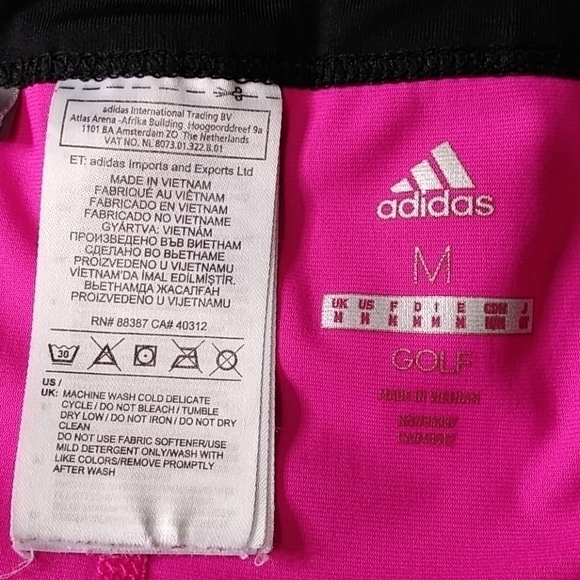 adidas International Trading BV
Atlas Arena -Afrika Building Hoogoorddreef 9a
1101 BA Amsterdam ZO The Netherlands
VAT NO. NL 8073.01.322.B.01
ET: adidas Imports and Exports Ltd
MADE IN VIETNAM
FABRIQUÉ AU VIÊTNAM
FABRICADO EN VIETNAM
FABRICADO NO VIETNAME
GYÁRTVA: VIETNÁM
ПРОИЗВЕДЕНО ВЪВ ВИЕТНАМ
СДЕЛАНО ВО ВЬЕТНАМЕ
PROIZVEDENO U VIJETNAMU
VİETNAM'DA İMAL EDİLMİŞTİR.
ВЬЕТНАМДА ЖАСАЛҒАН
PROIZVEDENO U VIJETNAMU
RN# 88387 CA# 40312
30
US /
UK: MACHINE WASH COLD DELICATE
CYCLE / DO NOT BLEACH / TUMBLE
DRY LOW / DO NOT IRON / DO NOT DRY
CLEAN
DO NOT USE FABRIC SOFTENER/USE
MILD DETERGENT ONLY/WASH WITH
LIKE COLORS/REMOVE PROMPTLY
AFTER WASH
adidas
M
UK US F D I E J
M M M M M M
GOLF
MADE IN VIETNAM